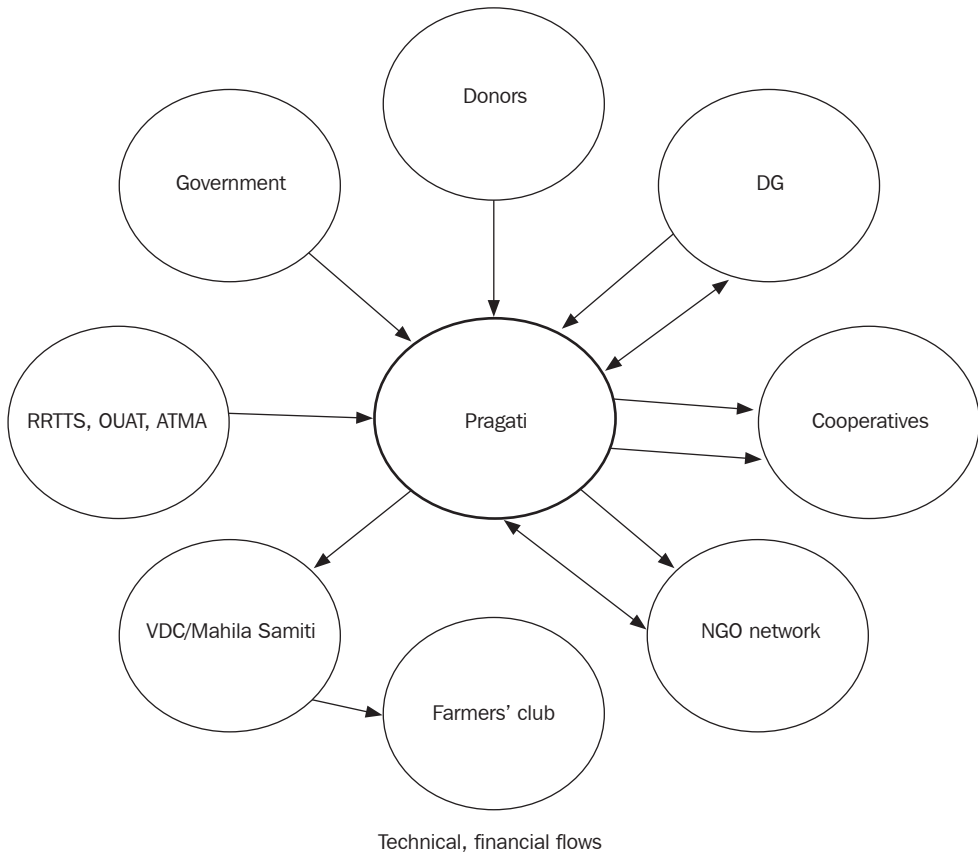 Donors
Government
DG
RRTTS, OUAT, ATMA
Pragati
Cooperatives
VDC/Mahila Samiti
NGO network
Farmers’ club
Technical, financial flows